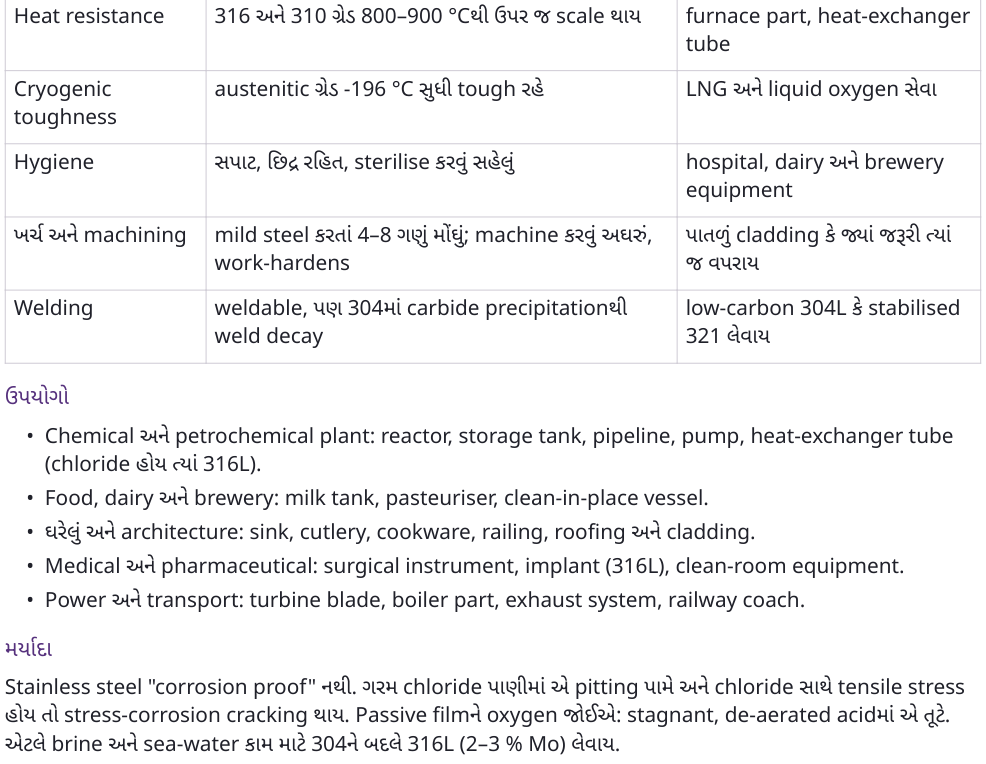 Heat resistance
316 અને 310 ગ્રેડ 800–900 °Cથી ઉપર જ scale થાય
furnace part, heat-exchanger
tube
Cryogenic
toughness
austenitic ગ્રેડ -196 °C સુધી tough રહે
LNG અને liquid oxygen સેવા
Hygiene
સપાટ, છિદ્ર રહિત, sterilise કરવું સહેલું
hospital, dairy અને brewery
equipment
ખર્ચ અને machining
mild steel કરતાં 4–8 ગણું મોંઘું; machine કરવું અઘરું,
work-hardens
પાતળું cladding કે જ્યાં જરૂરી ત્યાં
જ વપરાય
Welding
weldable, પણ 304માં carbide precipitationથી
weld decay
low-carbon 304L કે stabilised
321 લેવાય
ઉપયોગો
• Chemical અને petrochemical plant: reactor, storage tank, pipeline, pump, heat-exchanger tube
(chloride હોય ત્યાં 316L).
• Food, dairy અને brewery: milk tank, pasteuriser, clean-in-place vessel.
• ઘરેલું અને architecture: sink, cutlery, cookware, railing, roofing અને cladding.
• Medical અને pharmaceutical: surgical instrument, implant (316L), clean-room equipment.
• Power અને transport: turbine blade, boiler part, exhaust system, railway coach.
મર્યાદા
Stainless steel "corrosion proof" નથી. ગરમ chloride પાણીમાં એ pitting પામે અને chloride સાથે tensile stress
હોય તો stress-corrosion cracking થાય. Passive filmને oxygen જોઈએ: stagnant, de-aerated acidમાં એ તૂટે.
એટલે brine અને sea-water કામ માટે 304ને બદલે 316L (2–3 % Mo) લેવાય.